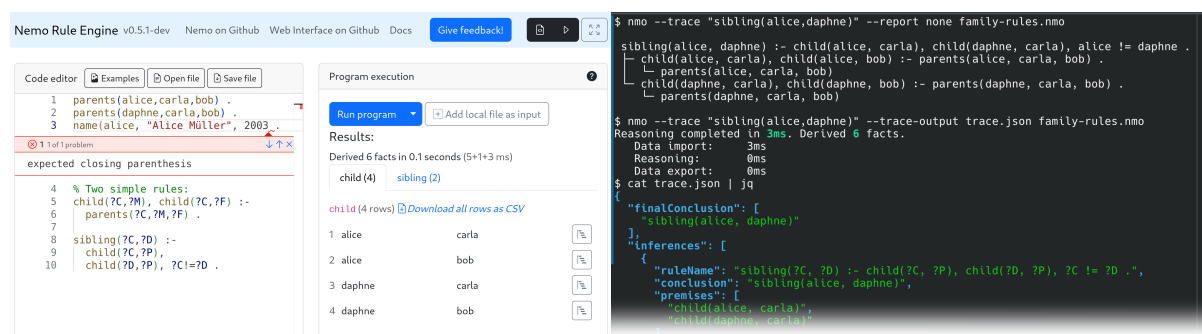 Nemo Rule Engine v0.5.1-dev Nemo on Github Web Interface on Github Docs Give feedback!
Code editor Examples Open file Save file
1 parents(alice,carla,bob) .
2 parents(daphne,carla,bob) .
3 name(alice, "Alice Müller", 2003 .
1 1 of 1 problem
expected closing parenthesis
4 % Two simple rules:
5 child(?C,?M), child(?C,?F) :-
6 parents(?C,?M,?F) .
7
8 sibling(?C,?D) :-
9 child(?C,?P),
10 child(?D,?P), ?C!=?D .
Program execution ?
Run program Add local file as input
Results:
Derived 6 facts in 0.1 seconds (5+1+3 ms)
child (4) sibling (2)
child (4 rows) Download all rows as CSV
1 alice carla
2 alice bob
3 daphne carla
4 daphne bob
$ nmo --trace "sibling(alice,daphne)" --report none family-rules.nmo
sibling(alice, daphne) :- child(alice, carla), child(daphne, carla), alice != daphne .
├─ child(alice, carla), child(alice, bob) :- parents(alice, carla, bob) .
│ └─ parents(alice, carla, bob)
└─ child(daphne, carla), child(daphne, bob) :- parents(daphne, carla, bob) .
└─ parents(daphne, carla, bob)
$ nmo --trace "sibling(alice,daphne)" --trace-output trace.json family-rules.nmo
Reasoning completed in 3ms. Derived 6 facts.
Data import: 3ms
Reasoning: 0ms
Data export: 0ms
$ cat trace.json | jq
{
"finalConclusion": [
"sibling(alice, daphne)"
],
"inferences": [
{
"ruleName": "sibling(?C, ?D) :- child(?C, ?P), child(?D, ?P), ?C != ?D .",
"conclusion": "sibling(alice, daphne)",
"premises": [
"child(alice, carla)",
"child(daphne, carla)"